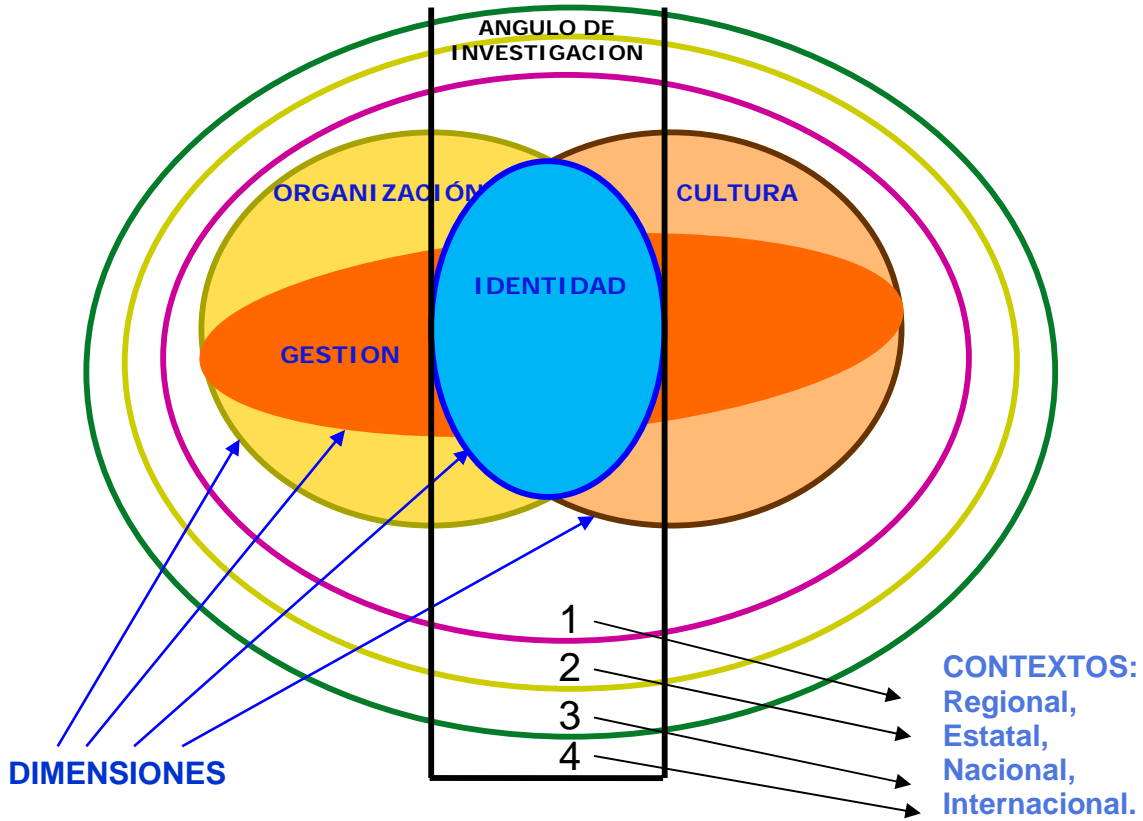 ANGULO DE
INVESTIGACION
ORGANIZACIÓN
CULTURA
IDENTIDAD
GESTION
1
2
3
4
CONTEXTOS:
Regional,
Estatal,
Nacional,
Internacional.
DIMENSIONES